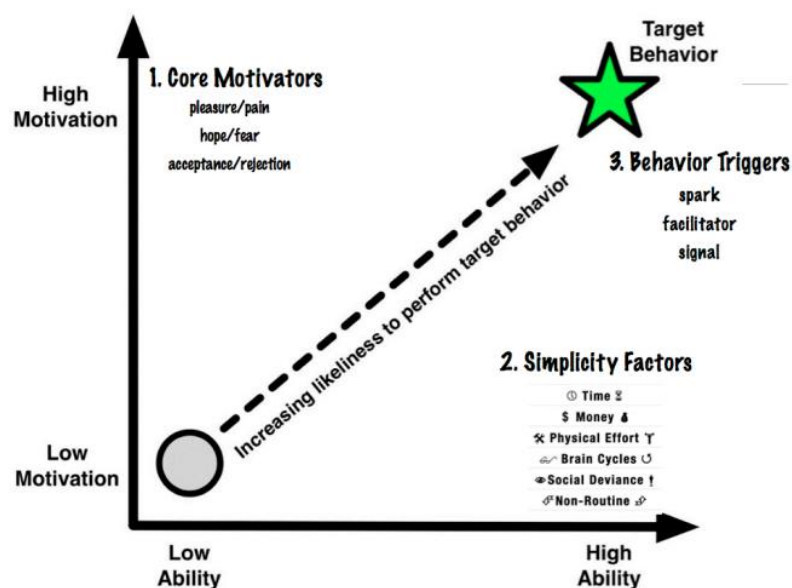 Target
Behavior
High
Motivation
1. Core Motivators
pleasure/pain
hope/fear
acceptance/rejection
3. Behavior Triggers
spark
facilitator
signal
Increasing likeliness to perform target behavior
2. Simplicity Factors
Time
$ Money
Physical Effort
Brain Cycles
Social Deviance
Non-Routine
Low
Motivation
Low
Ability
High
Ability